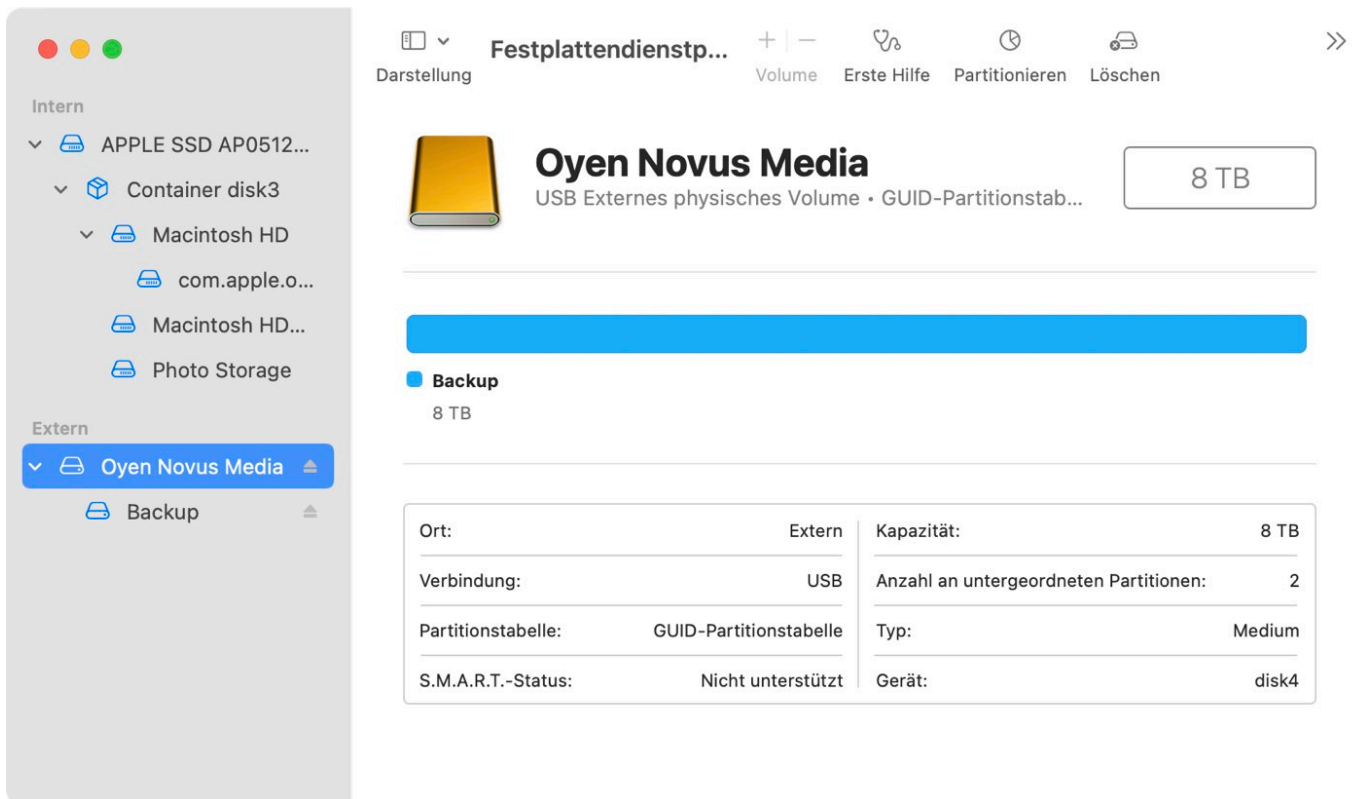 Darstellung
Festplattendienstp...
Volume
Erste Hilfe
Partitionieren
Löschen
Intern
APPLE SSD AP0512...
Container disk3
Macintosh HD
com.apple.o...
Macintosh HD...
Photo Storage
Extern
Oyen Novus Media
Backup
Oyen Novus Media
USB Externes physisches Volume • GUID-Partitionstab...
8 TB
Backup
8 TB
Ort: Extern
Verbindung: USB
Partitionstabelle: GUID-Partitionstabelle
S.M.A.R.T.-Status: Nicht unterstützt
Kapazität: 8 TB
Anzahl an untergeordneten Partitionen: 2
Typ: Medium
Gerät: disk4